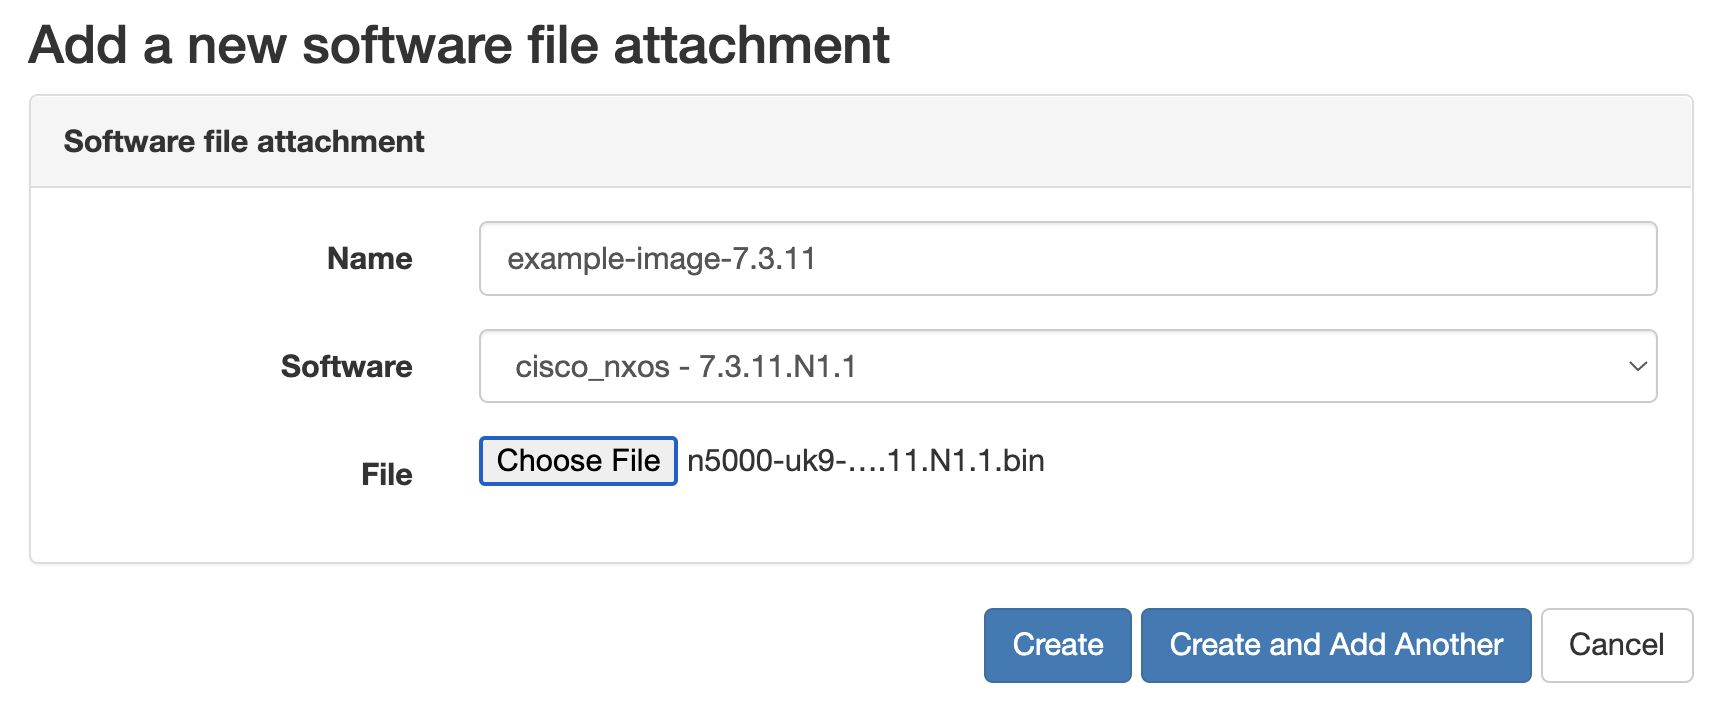 Add a new software file attachment
Software file attachment
Name example-image-7.3.11
Software cisco_nxos - 7.3.11.N1.1
File Choose File n5000-uk9-....11.N1.1.bin
Create Create and Add Another Cancel